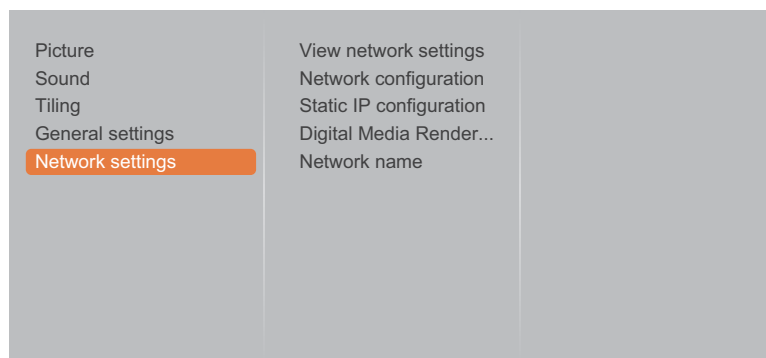 Picture
Sound
Tiling
General settings
Network settings
View network settings
Network configuration
Static IP configuration
Digital Media Render...
Network name